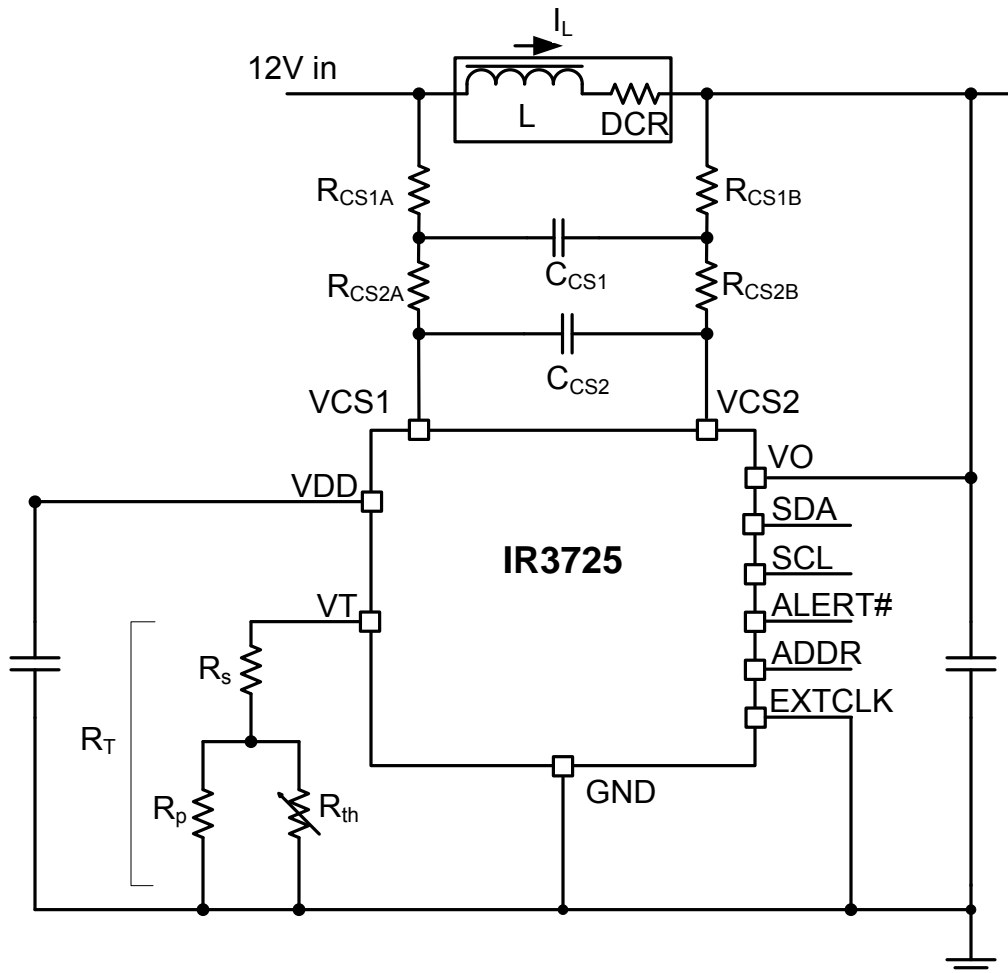 I_L
12V in
L
DCR
R_CS1A
R_CS1B
C_CS1
R_CS2A
R_CS2B
C_CS2
VCS1
VCS2
VDD
VO
SDA
IR3725
SCL
VT
ALERT#
R_s
ADDR
EXTCLK
R_T
GND
R_p
R_th